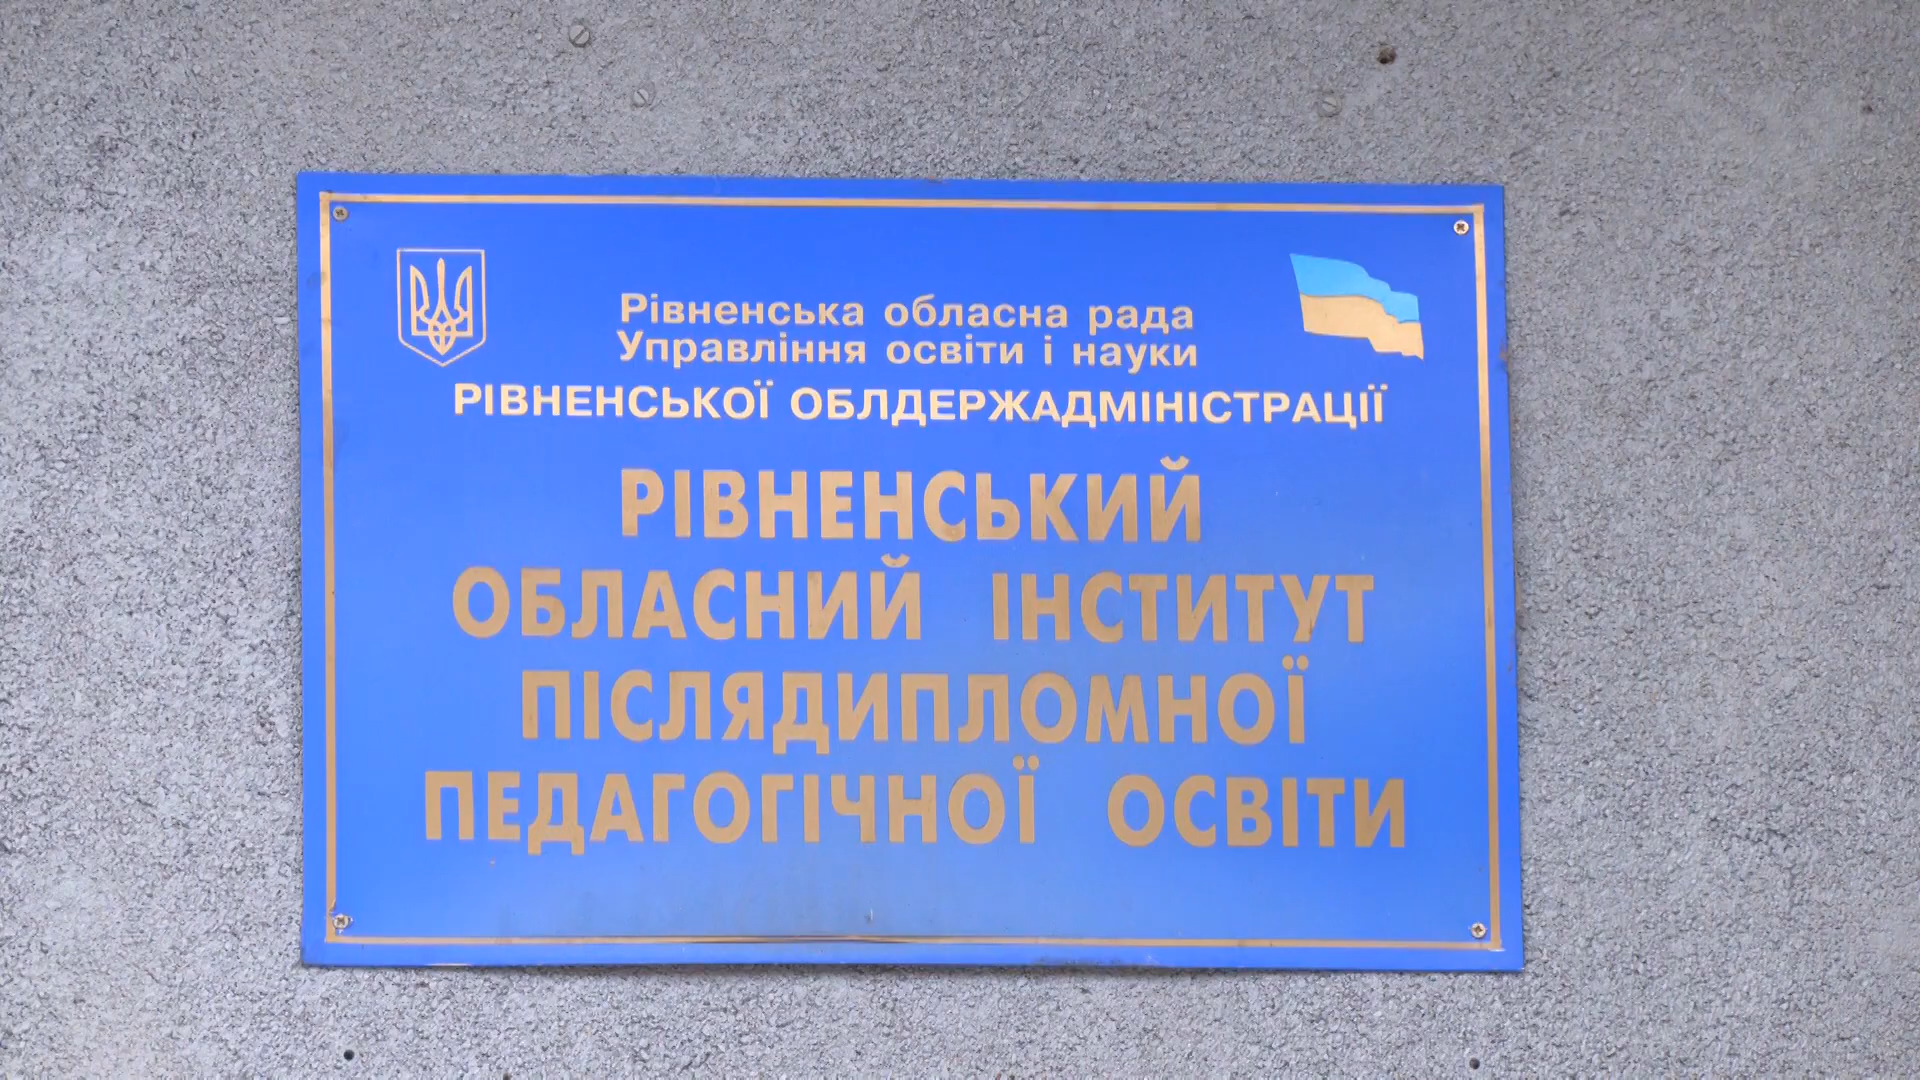 Рівненська обласна рада
Управління освіти і науки
РІВНЕНСЬКОЇ ОБЛДЕРЖАДМІНІСТРАЦІЇ
РІВНЕНСЬКИЙ
ОБЛАСНИЙ ІНСТИТУТ
ПІСЛЯДИПЛОМНОЇ
ПЕДАГОГІЧНОЇ ОСВІТИ